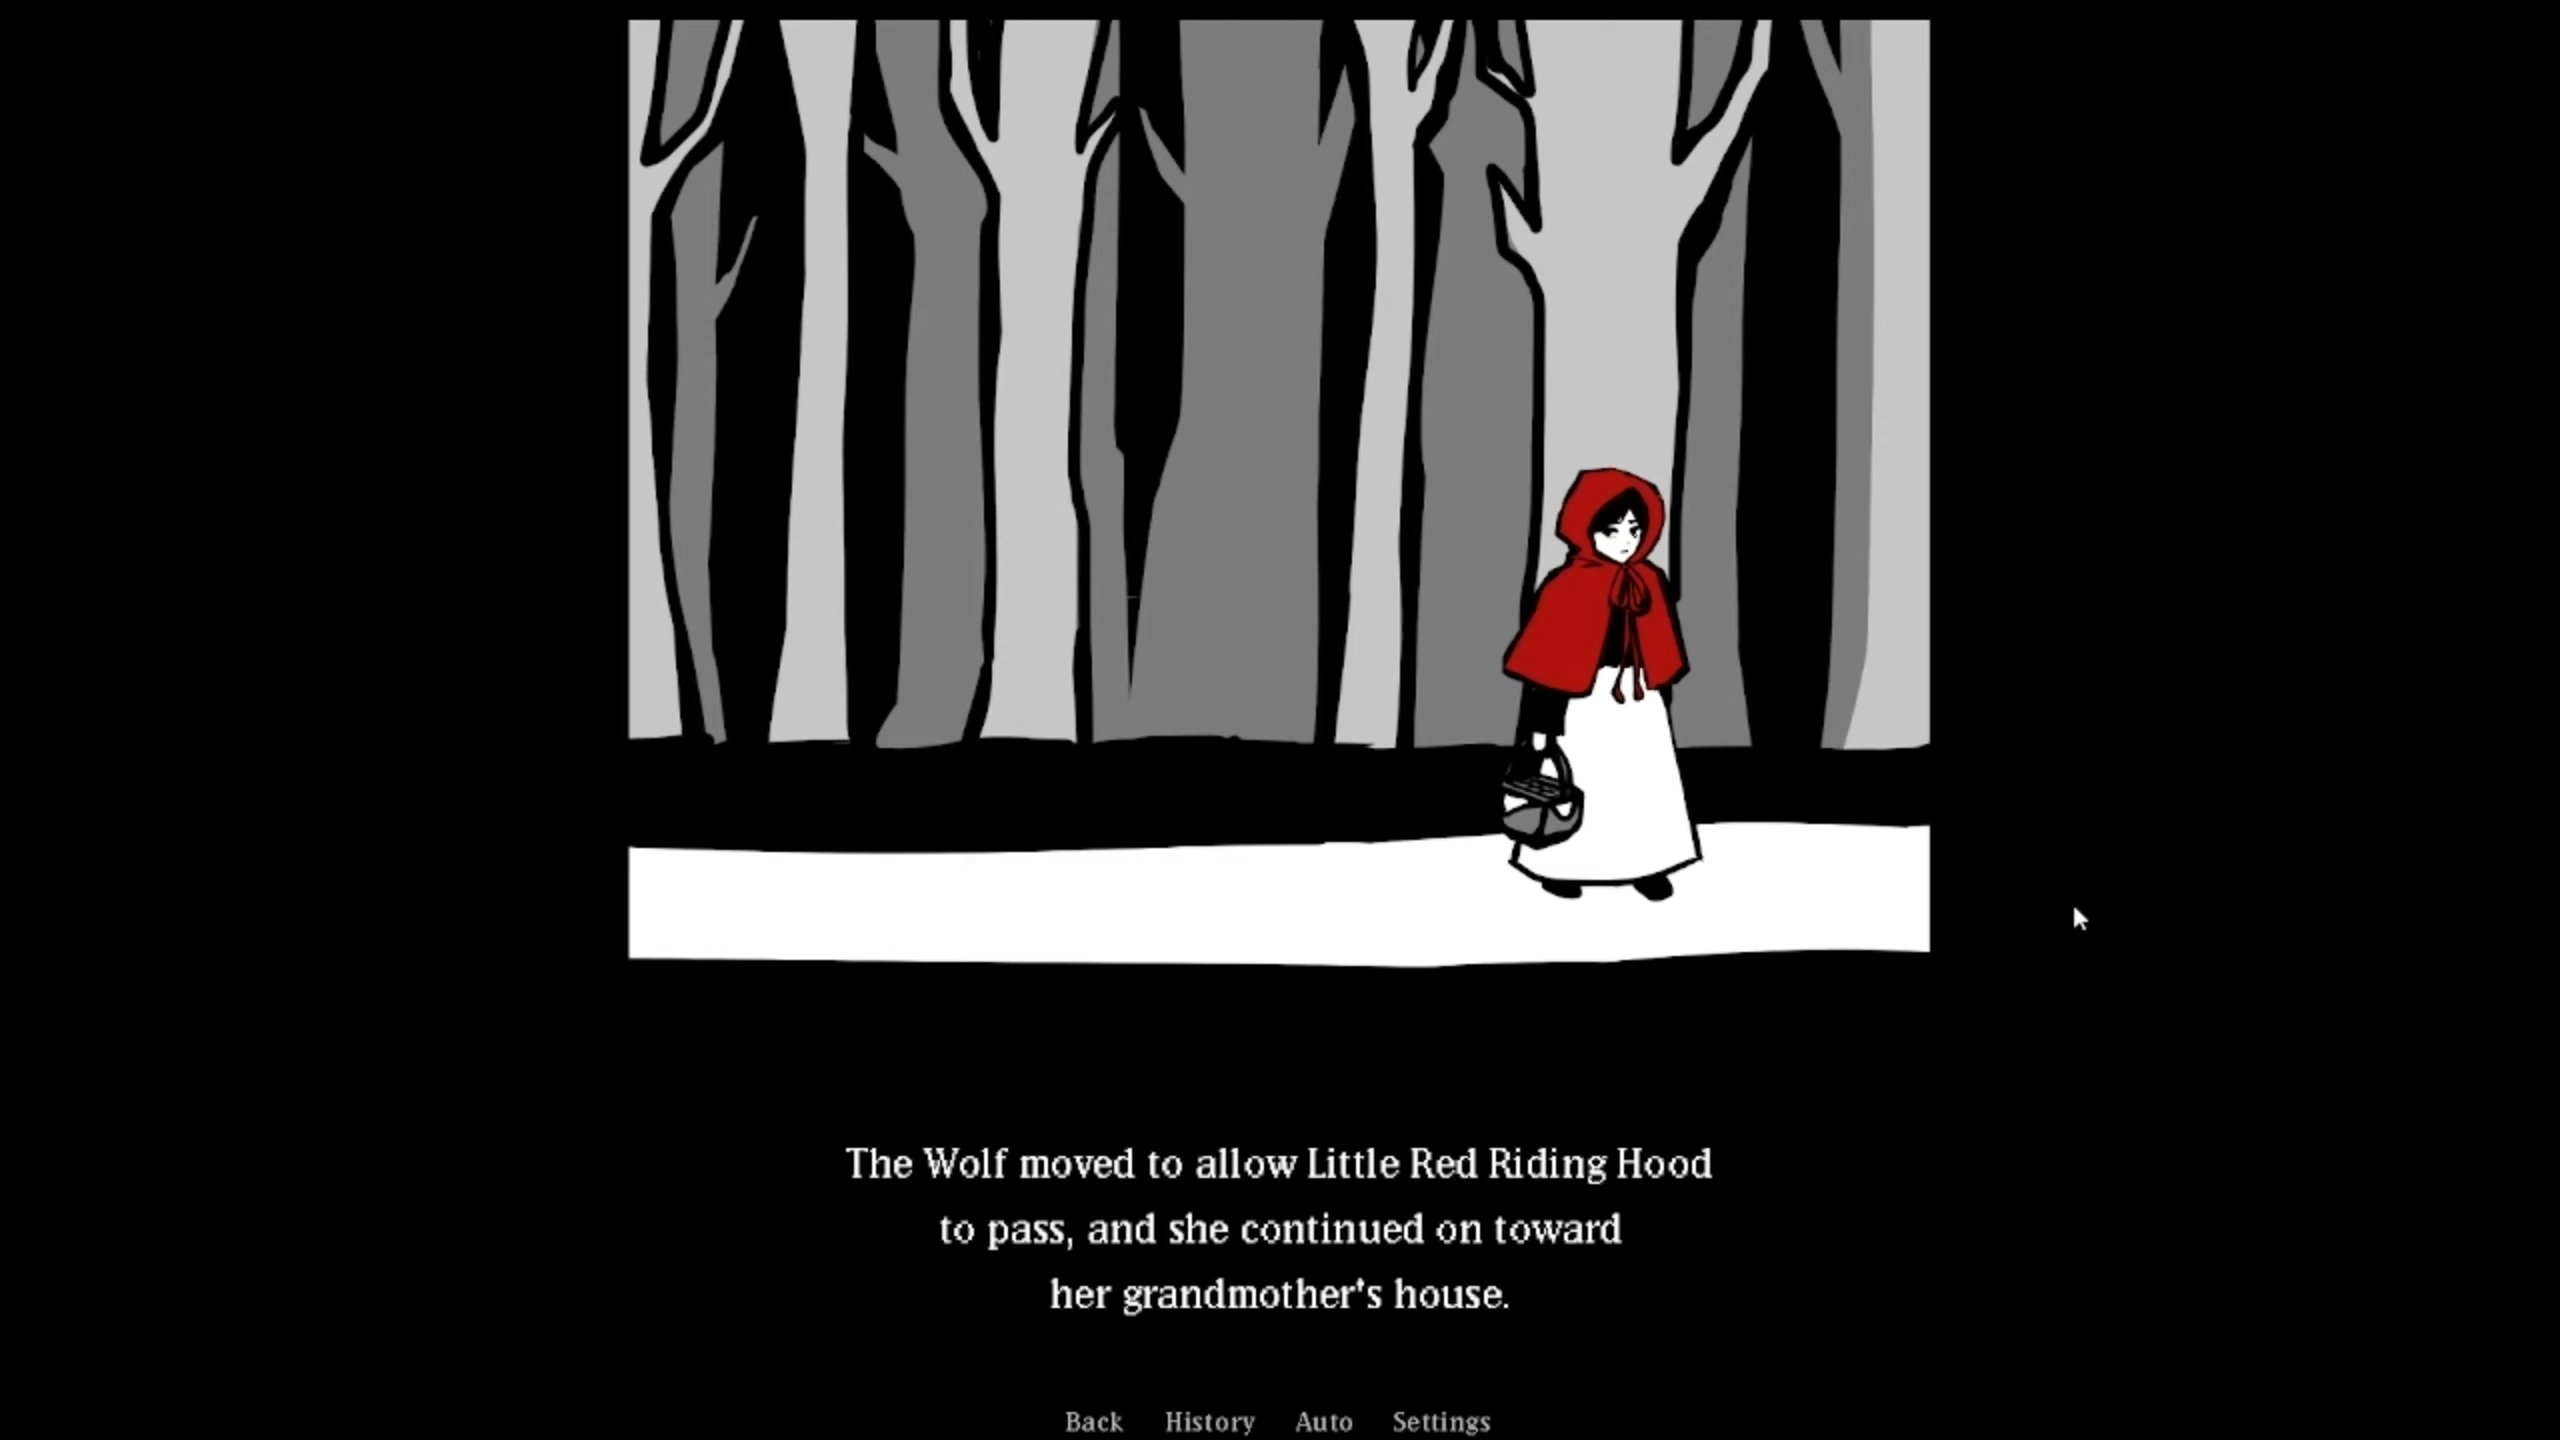 The Wolf moved to allow Little Red Riding Hood
to pass, and she continued on toward
her grandmother's house.
Back History Auto Settings